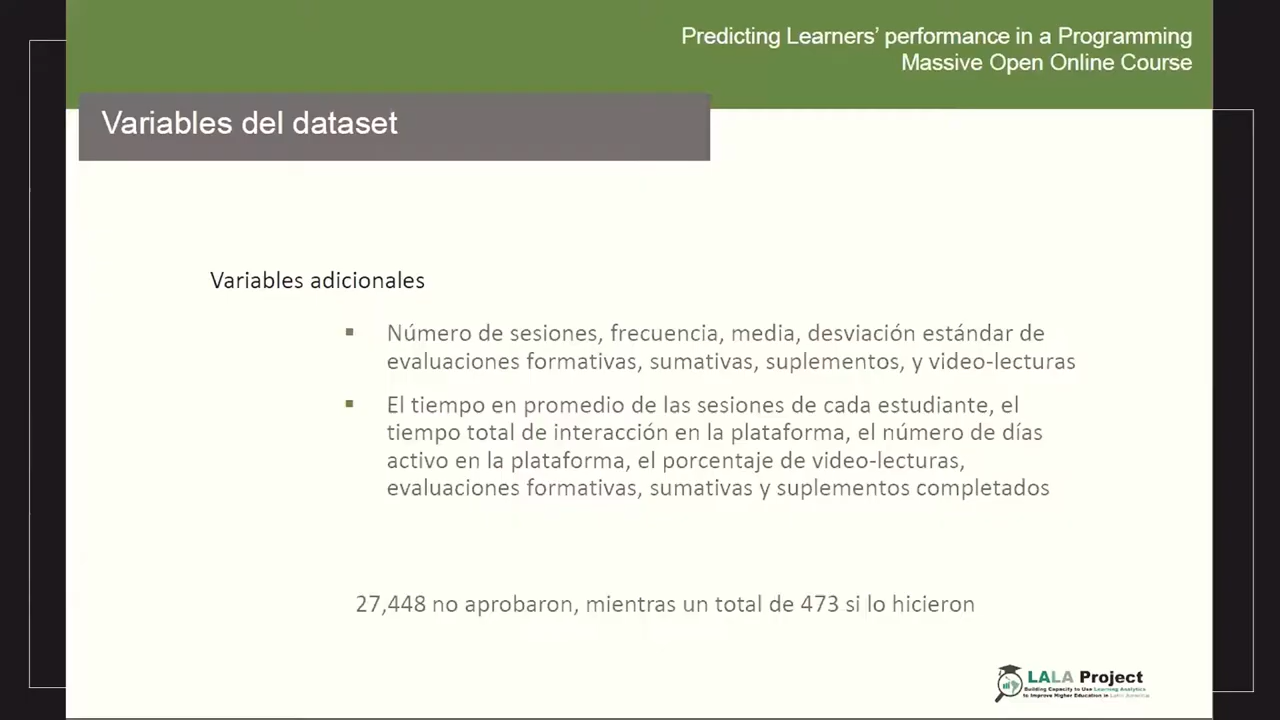 Predicting Learners' performance in a Programming
Massive Open Online Course
Variables del dataset
Variables adicionales
Número de sesiones, frecuencia, media, desviación estándar de
evaluaciones formativas, sumativas, suplementos, y video-lecturas
El tiempo en promedio de las sesiones de cada estudiante, el
tiempo total de interacción en la plataforma, el número de días
activo en la plataforma, el porcentaje de video-lecturas,
evaluaciones formativas, sumativas y suplementos completados
27,448 no aprobaron, mientras un total de 473 si lo hicieron
LALA Project
Building Capacity to Use Learning Analytics
to Improve Higher Education in Latin America